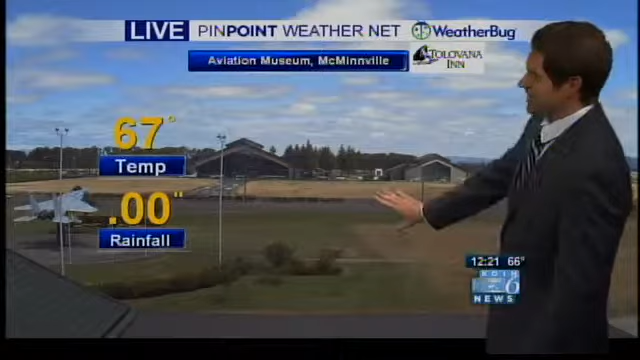 LIVE PINPOINT WEATHER NET WeatherBug
Aviation Museum, McMinnville
TOLOVANA
INN
67°
Temp
.00"
Rainfall
12:21 66°
KOIN
6
NEWS